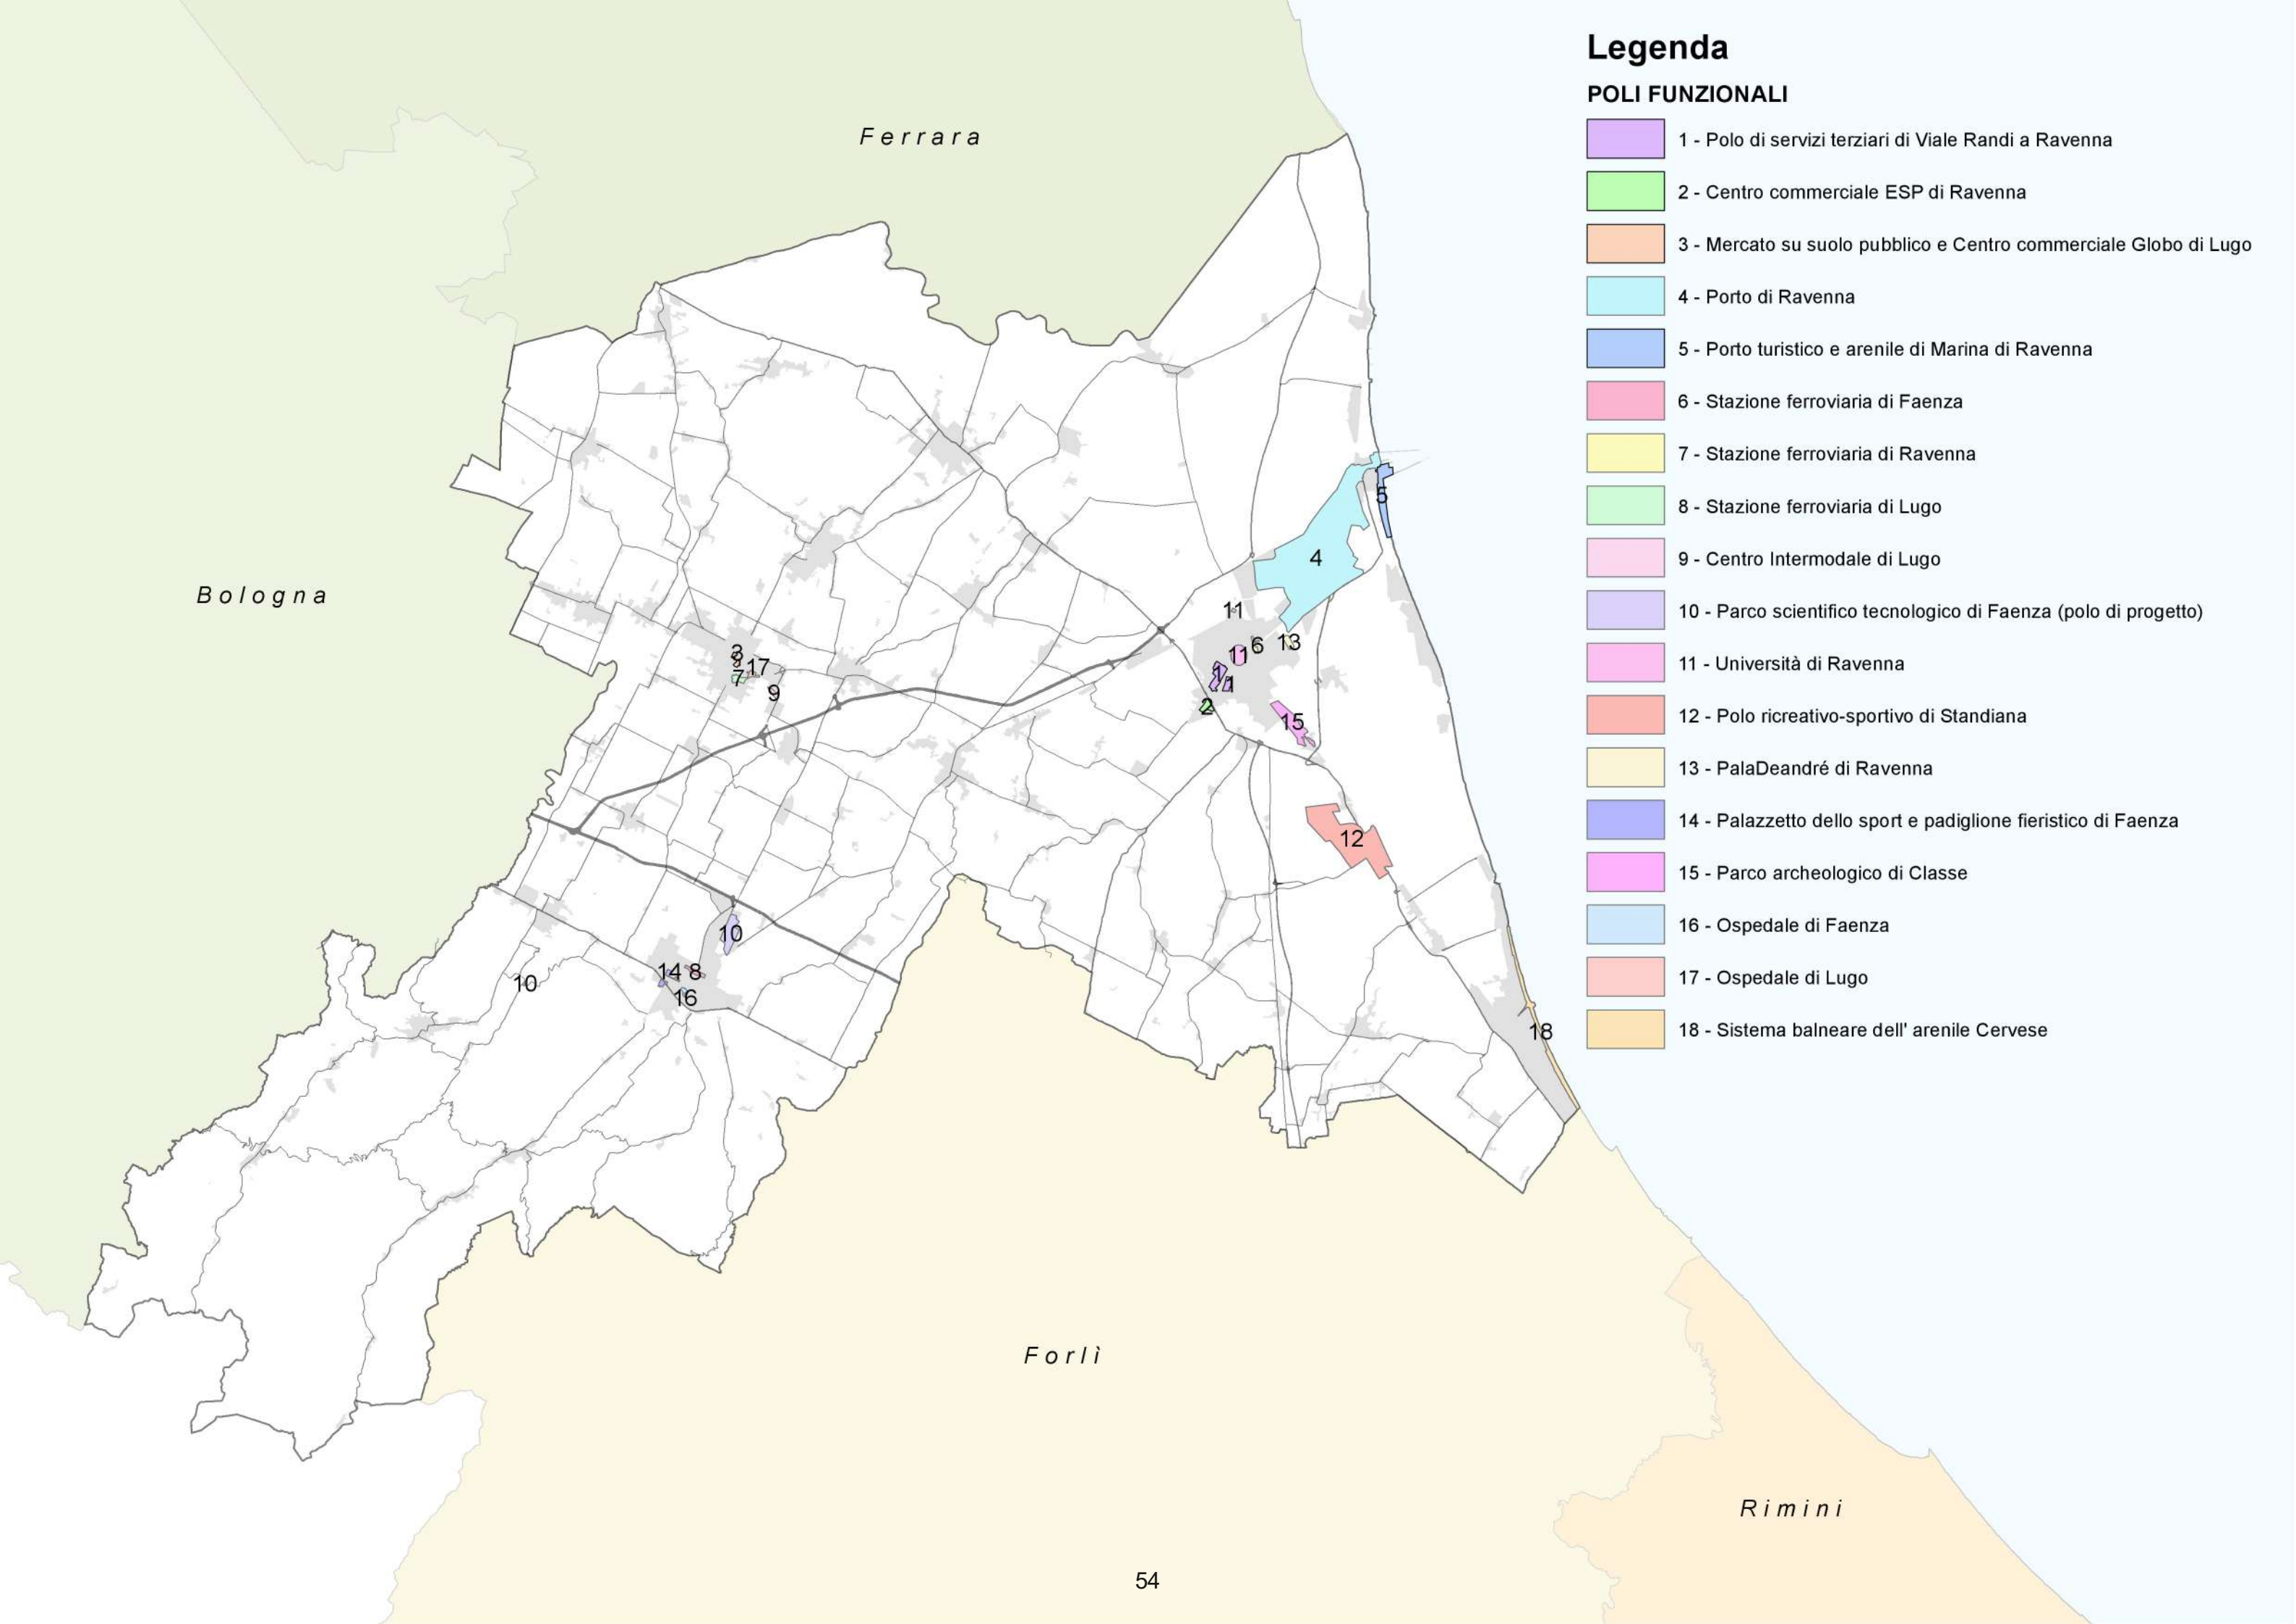 Legenda
POLI FUNZIONALI
1 - Polo di servizi terziari di Viale Randi a Ravenna
2 - Centro commerciale ESP di Ravenna
3 - Mercato su suolo pubblico e Centro commerciale Globo di Lugo
4 - Porto di Ravenna
5 - Porto turistico e arenile di Marina di Ravenna
6 - Stazione ferroviaria di Faenza
7 - Stazione ferroviaria di Ravenna
8 - Stazione ferroviaria di Lugo
9 - Centro Intermodale di Lugo
10 - Parco scientifico tecnologico di Faenza (polo di progetto)
11 - Università di Ravenna
12 - Polo ricreativo-sportivo di Standiana
13 - PalaDeandré di Ravenna
14 - Palazzetto dello sport e padiglione fieristico di Faenza
15 - Parco archeologico di Classe
16 - Ospedale di Faenza
17 - Ospedale di Lugo
18 - Sistema balneare dell' arenile Cervese
Ferrara
5
4
Bologna
11
6
13
11
3
17
7
9
1
1
2
15
12
10
14
8
10
16
18
Forlì
Rimini
54